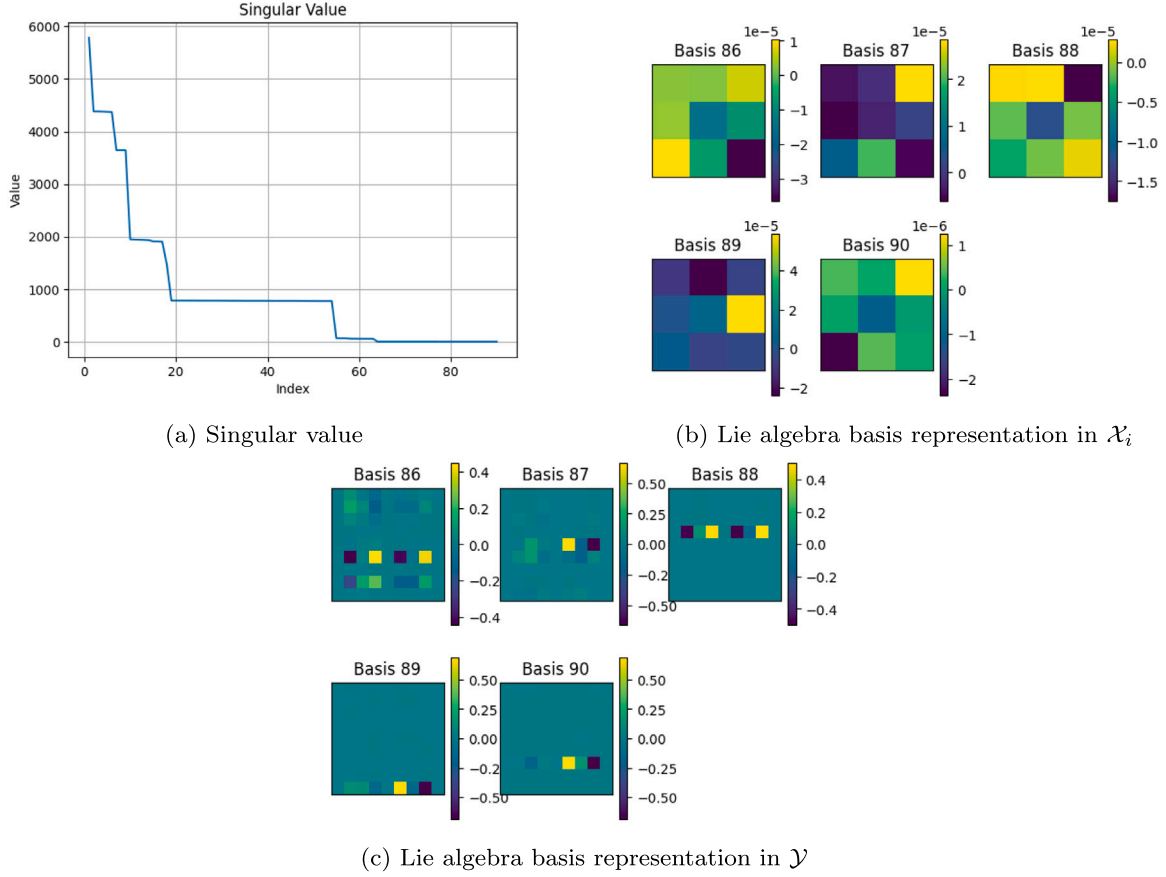 Singular Value
6000
5000
4000
3000
2000
1000
0
Value
0 20 40 60 80
Index
(a) Singular value
Basis 86
1e−5
1
0
−1
−2
−3
Basis 87
1e−5
2
1
0
Basis 88
1e−5
0.0
−0.5
−1.0
−1.5
Basis 89
1e−5
4
2
0
−2
Basis 90
1e−6
1
0
−1
−2
(b) Lie algebra basis representation in 𝒳ᵢ
Basis 86
0.4
0.2
0.0
−0.2
−0.4
Basis 87
0.50
0.25
0.00
−0.2
−0.50
Basis 88
0.4
0.2
0.0
−0.2
−0.4
Basis 89
0.50
0.25
0.00
−0.2
−0.50
Basis 90
0.50
0.25
0.00
−0.25
−0.50
(c) Lie algebra basis representation in 𝒴